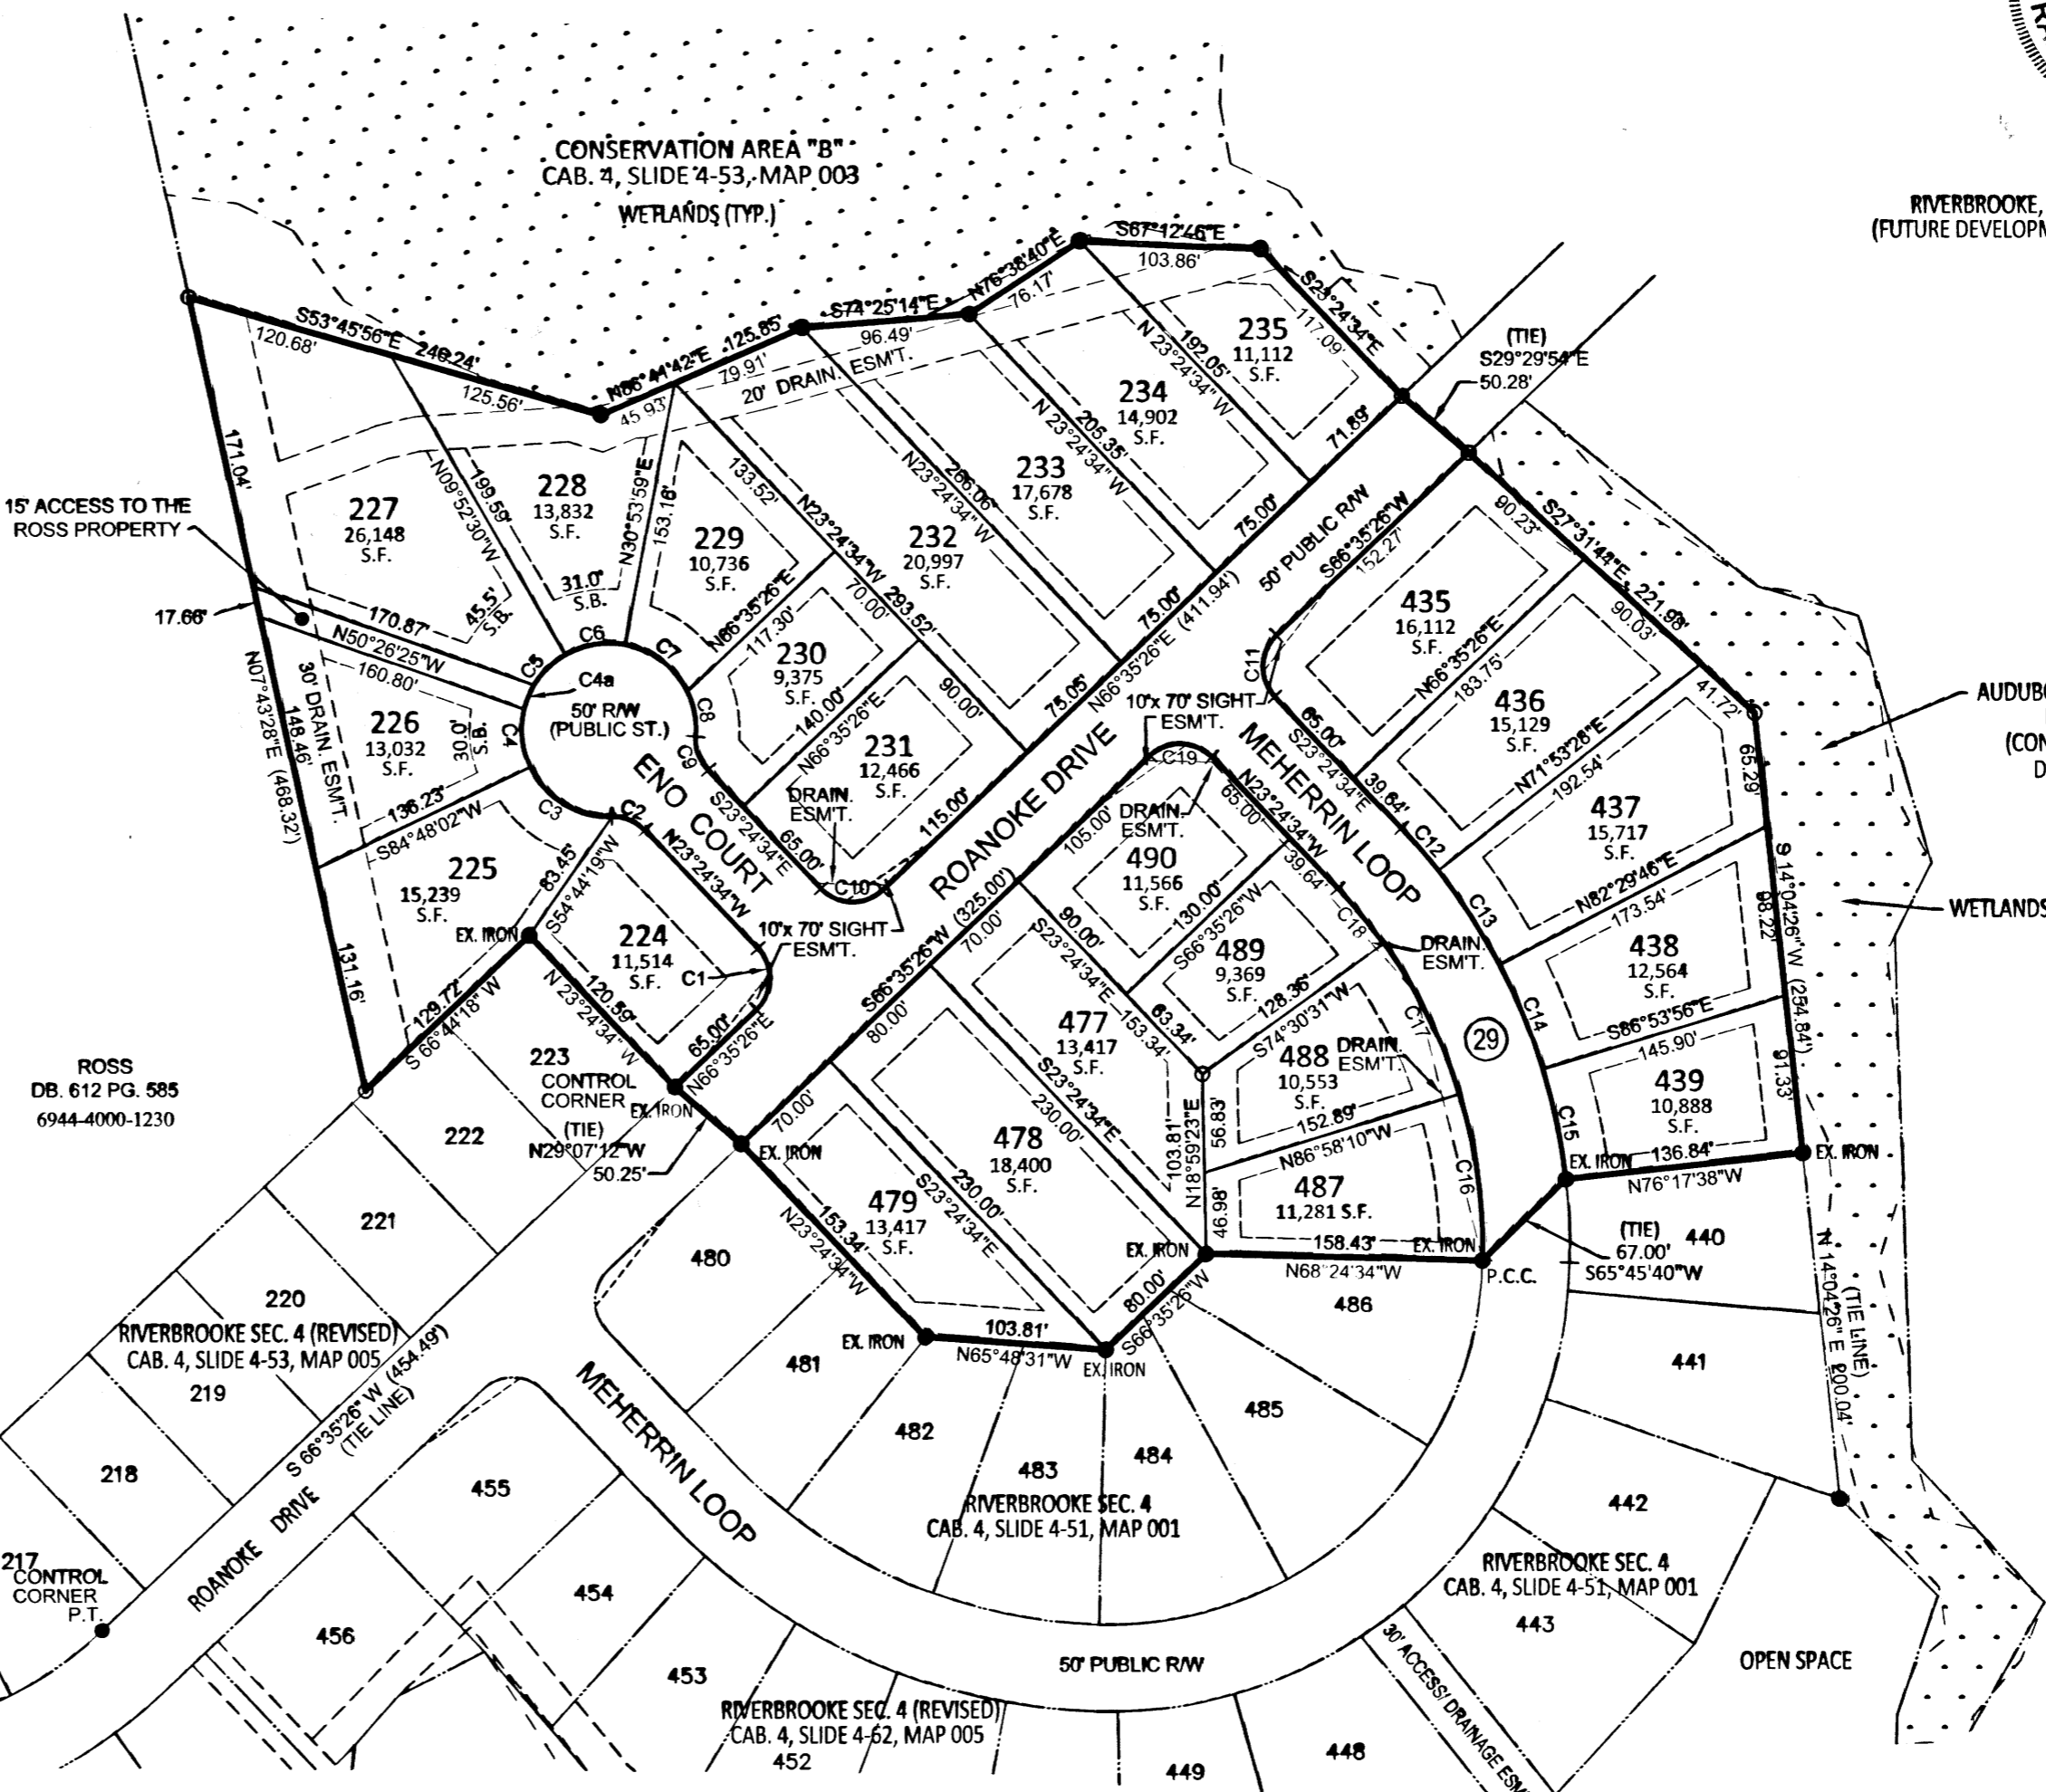 CONSERVATION AREA "B"
CAB. 4, SLIDE 4-53, MAP 003
WETLANDS (TYP.)
RIVERBROOKE,
S67°12'46"E
103.86'
N76°38'40"E
76.17'
S74°25'14"E
96.49'
N86°41'42"E 125.85'
79.91'
45.93'
20' DRAIN. ESM'T.
S53°45'56"E 246.24'
120.68'
125.56'
S23°24'34"E
117.09'
(TIE)
S29°29'54"E
50.28'
235
11,112
S.F.
192.05'
N 23°24'34" W
234
14,902
S.F.
205.35'
N 23°24'34" W
233
17,678
S.F.
266.06'
N23°24'34" W
232
20,997
S.F.
71.89'
75.00'
75.00'
75.05'
N66°35'26"E (411.94')
50' PUBLIC R/W
171.04'
15' ACCESS TO THE
ROSS PROPERTY
17.66'
227
26,148
S.F.
N09°52'30"W
199.59'
228
13,832
S.F.
31.0'
S.B.
45.5'
S.B.
N30°53'59"E
153.16'
229
10,736
S.F.
133.52'
N23°24'34"W 293.52'
70.00'
90.00'
N66°35'26"E
117.30'
230
9,375
S.F.
140.00'
N66°35'26"E
231
12,466
S.F.
DRAIN.
ESM'T.
115.00'
170.87'
N50°26'25"W
160.80'
C5
C6
C7
C4a
C8
C4
C9
C3
C2
C10
C1
50' R/W
(PUBLIC ST.)
ENO COURT
S23°24'34"E
65.00'
N23°24'34"W
N07°43'28"E (468.32')
148.46'
30' DRAIN. ESM'T.
226
13,032
S.F.
30.0'
S.B.
136.23'
S84°48'02"W
225
15,239
S.F.
83.45'
S54°44'19"W
131.16'
EX. IRON
129.72'
S 66°44'18" W
224
11,514
S.F.
N 23°24'34" W
120.59'
65.00'
N66°35'26"E
10'x 70' SIGHT
ESM'T.
ROANOKE DRIVE
S66°35'26"W (325.00')
105.00'
70.00'
80.00'
70.00'
10'x 70' SIGHT
ESM'T.
C19
C11
S66°35'26"W
152.27'
S27°31'44"E 221.98'
90.23'
90.03'
41.72'
435
16,112
S.F.
N66°35'26"E
183.75'
436
15,129
S.F.
N71°53'28"E
192.54'
437
15,717
S.F.
N82°29'46"E
173.54'
438
12,564
S.F.
S86°53'56"E
145.90'
439
10,888
S.F.
136.84'
N76°17'38"W
EX. IRON
EX. IRON
65.29'
98.22'
91.33'
S 14°04'26" W (254.84')
WETLANDS
MEHERRIN LOOP
65.00'
S23°24'34"E
39.64'
C12
C13
C14
C15
29
N23°24'34"W
65.00'
39.64'
C18
C17
C16
DRAIN.
ESM'T.
490
11,566
S.F.
130.00'
S66°35'26"W
489
9,369
S.F.
128.36'
S74°30'31"W
DRAIN.
ESM'T.
488
10,553
S.F.
DRAIN.
ESM'T.
152.89'
N86°58'10"W
487
11,281 S.F.
158.43'
N68°24'34"W
EX. IRON
EX. IRON
P.C.C.
90.00'
S23°24'34"E 153.34'
63.34'
477
13,417
S.F.
103.81'
N18°59'23"E
56.83'
46.98'
S23°24'34"E
230.00'
478
18,400
S.F.
230.00'
S23°24'34"E
479
13,417
S.F.
153.34'
N23°24'34"W
EX. IRON
EX. IRON
103.81'
N65°48'31"W
EX. IRON
80.00'
S66°35'26"W
(TIE)
67.00'
S65°45'40"W
ROSS
DB. 612 PG. 585
6944-4000-1230
223
CONTROL
CORNER
EX. IRON
(TIE)
N29°07'12"W
50.25'
222
221
220
RIVERBROOKE SEC. 4 (REVISED)
CAB. 4, SLIDE 4-53, MAP 005
219
218
217
CONTROL
CORNER
P.T.
S 66°35'26" W (454.49')
(TIE LINE)
ROANOKE DRIVE
MEHERRIN LOOP
480
481
482
483
484
485
486
RIVERBROOKE SEC. 4
CAB. 4, SLIDE 4-51, MAP 001
440
441
442
443
N 14°04'26" E 200.04'
(TIE LINE)
RIVERBROOKE SEC. 4
CAB. 4, SLIDE 4-51, MAP 001
OPEN SPACE
455
454
456
453
50' PUBLIC R/W
RIVERBROOKE SEC. 4 (REVISED)
CAB. 4, SLIDE 4-62, MAP 005
452
449
448
30' ACCESS/ DRAINAGE